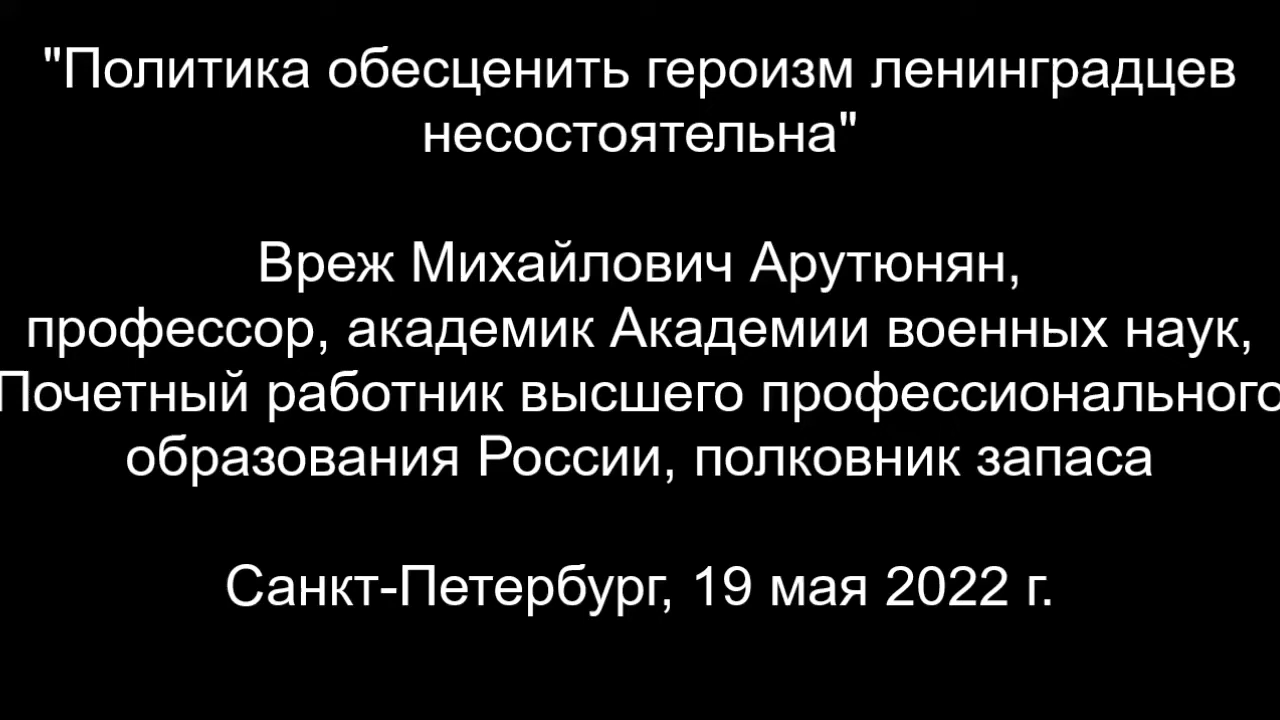 "Политика обесценить героизм ленинградцев
несостоятельна"
Вреж Михайлович Арутюнян,
профессор, академик Академии военных наук,
Почетный работник высшего профессионального
образования России, полковник запаса
Санкт-Петербург, 19 мая 2022 г.